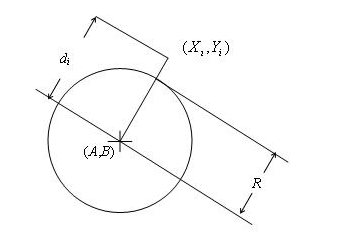 (X_i, Y_i)
d_i
(A,B)
R